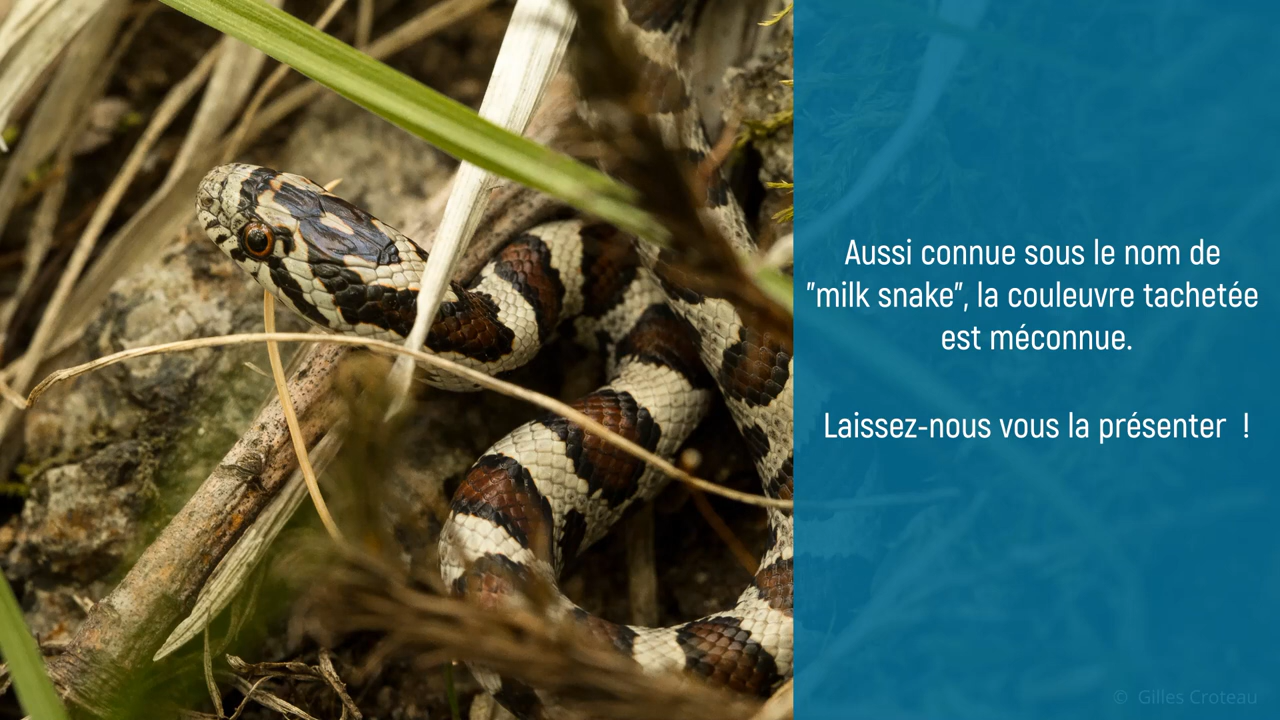 Aussi connue sous le nom de
"milk snake", la couleuvre tachetée
est méconnue.
Laissez-nous vous la présenter !
© Gilles Croteau